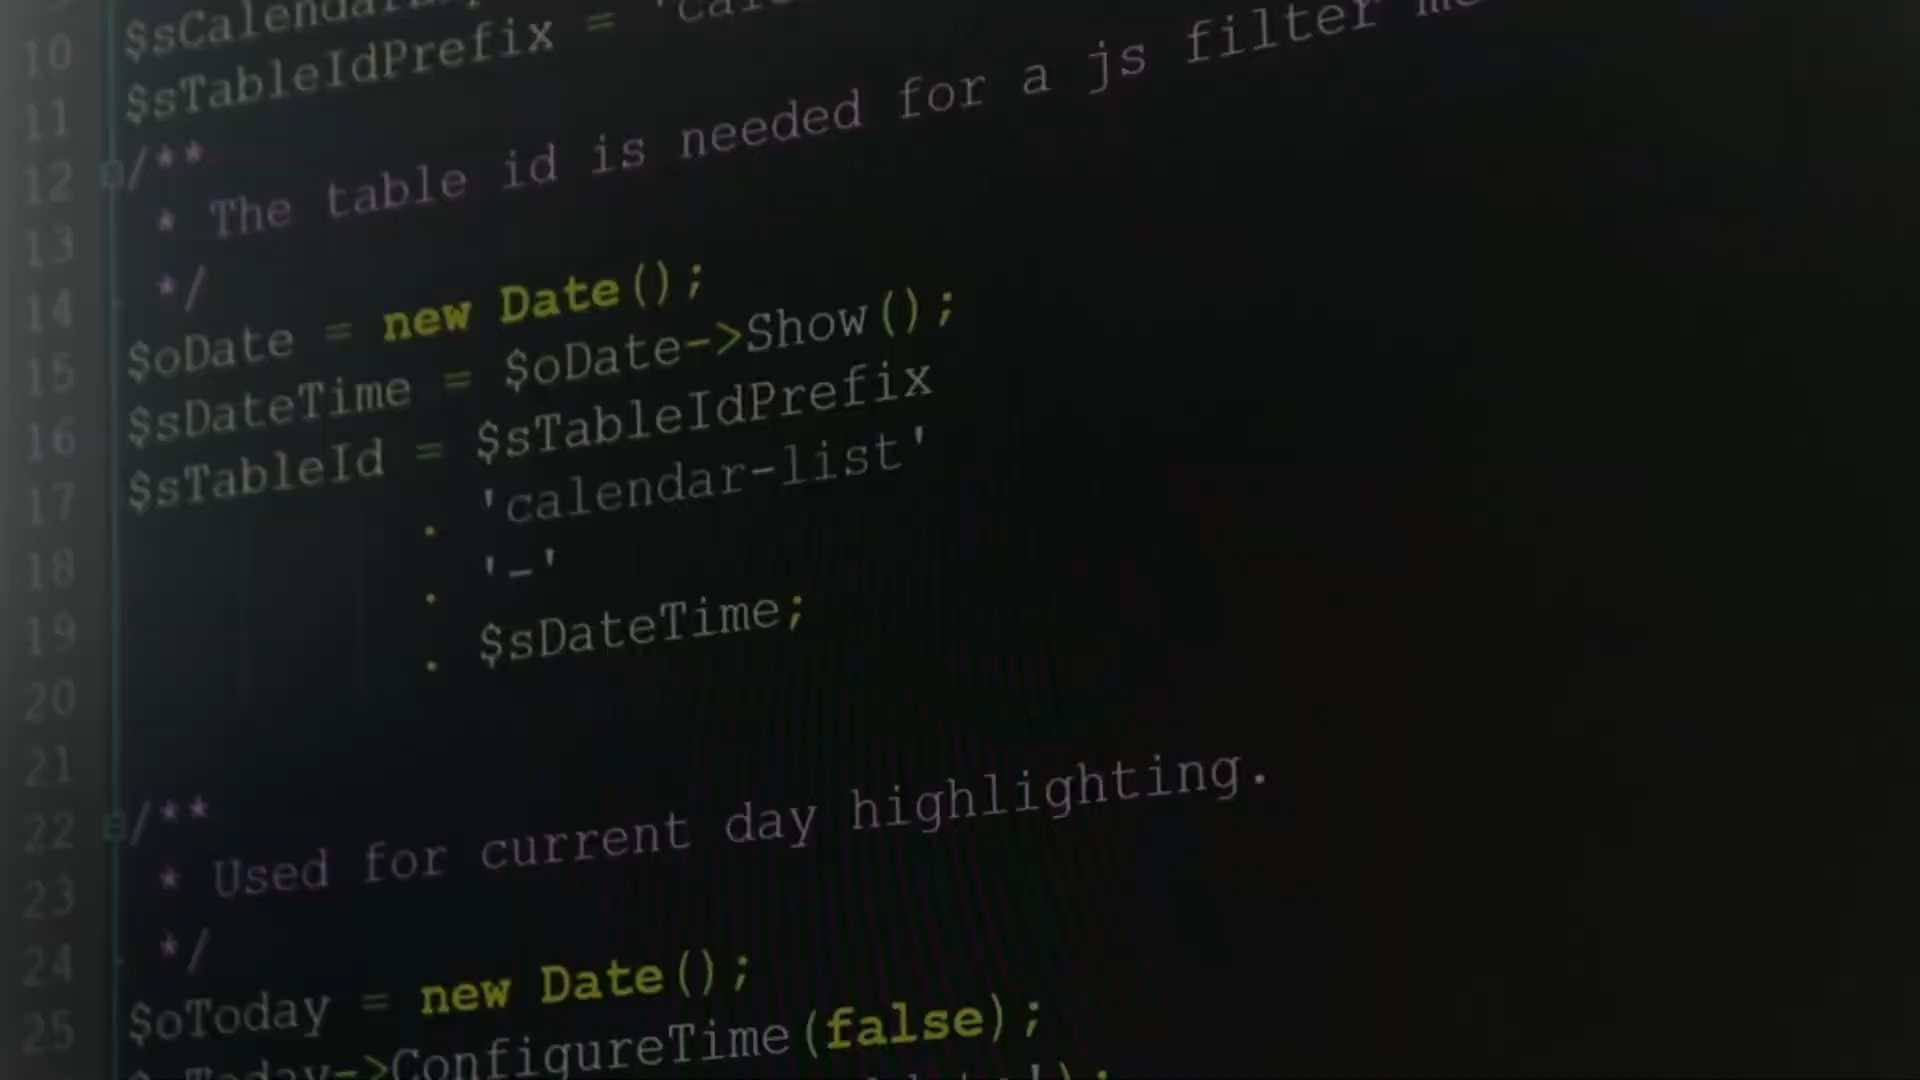 10 $sTableIdPrefix =
11
12 /**
13 * The table id is needed for a js filter
14 */
15 $oDate = new Date();
16 $sDateTime = $oDate->Show();
17 $sTableId = $sTableIdPrefix
18 . 'calendar-list'
19 . '-'
20 . $sDateTime;
21
22 /**
23 * Used for current day highlighting.
24 */
25 $oToday = new Date();
->ConfigureTime(false);